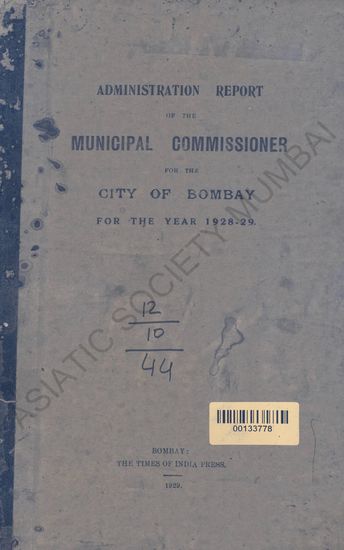 ADMINISTRATION REPORT
OF THE
MUNICIPAL COMMISSIONER
FOR THE
CITY OF BOMBAY
FOR THE YEAR 1928-29.
12
10
44
ASIATIC SOCIETY MUMBAI
00133778
BOMBAY:
THE TIMES OF INDIA PRESS.
1929.